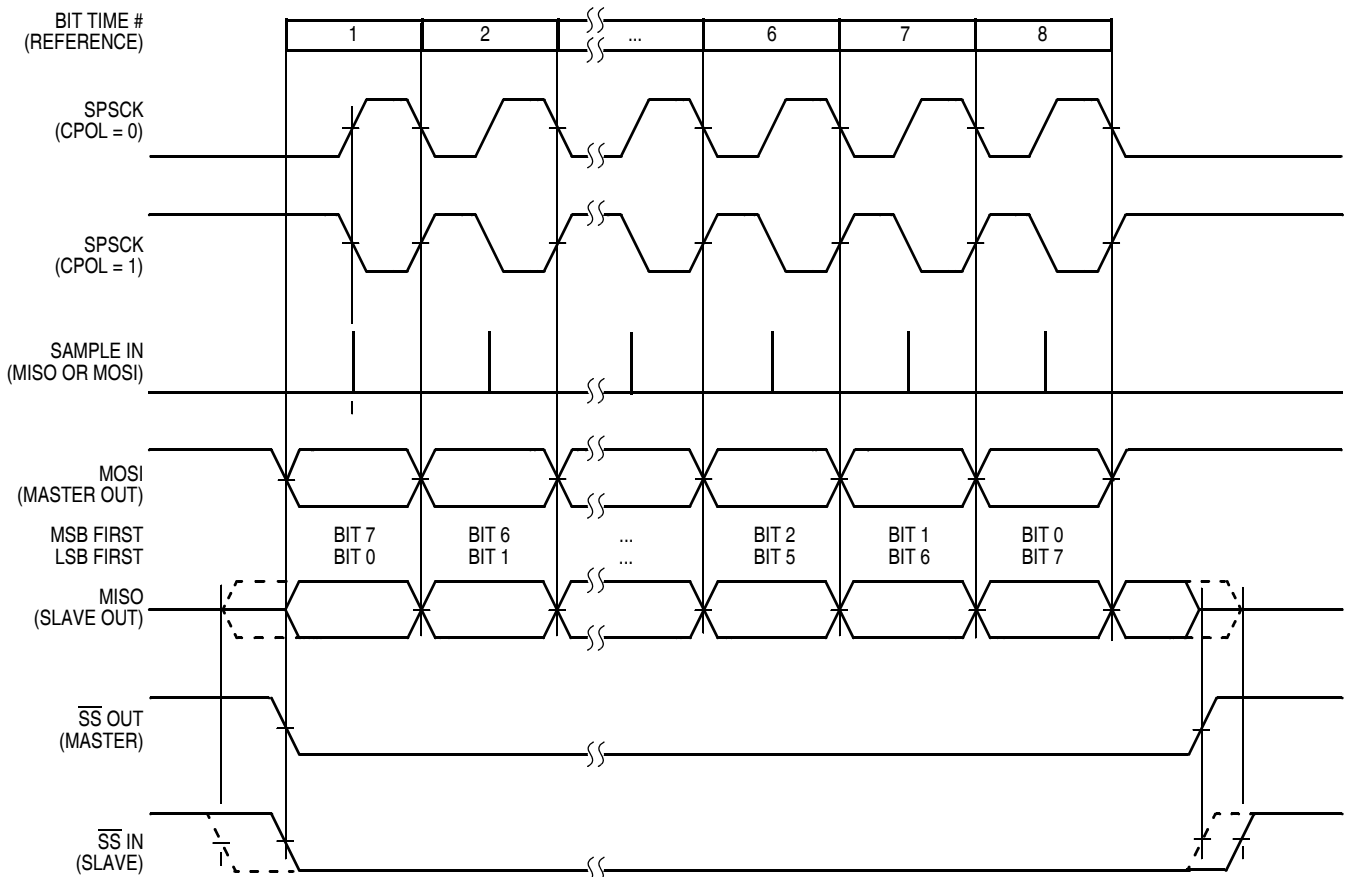 BIT TIME #
(REFERENCE)
1 2 ... 6 7 8
SPSCK
(CPOL = 0)
SPSCK
(CPOL = 1)
SAMPLE IN
(MISO OR MOSI)
MOSI
(MASTER OUT)
MSB FIRST BIT 7 BIT 6 ... BIT 2 BIT 1 BIT 0
LSB FIRST BIT 0 BIT 1 ... BIT 5 BIT 6 BIT 7
MISO
(SLAVE OUT)
S̅S̅ OUT
(MASTER)
S̅S̅ IN
(SLAVE)